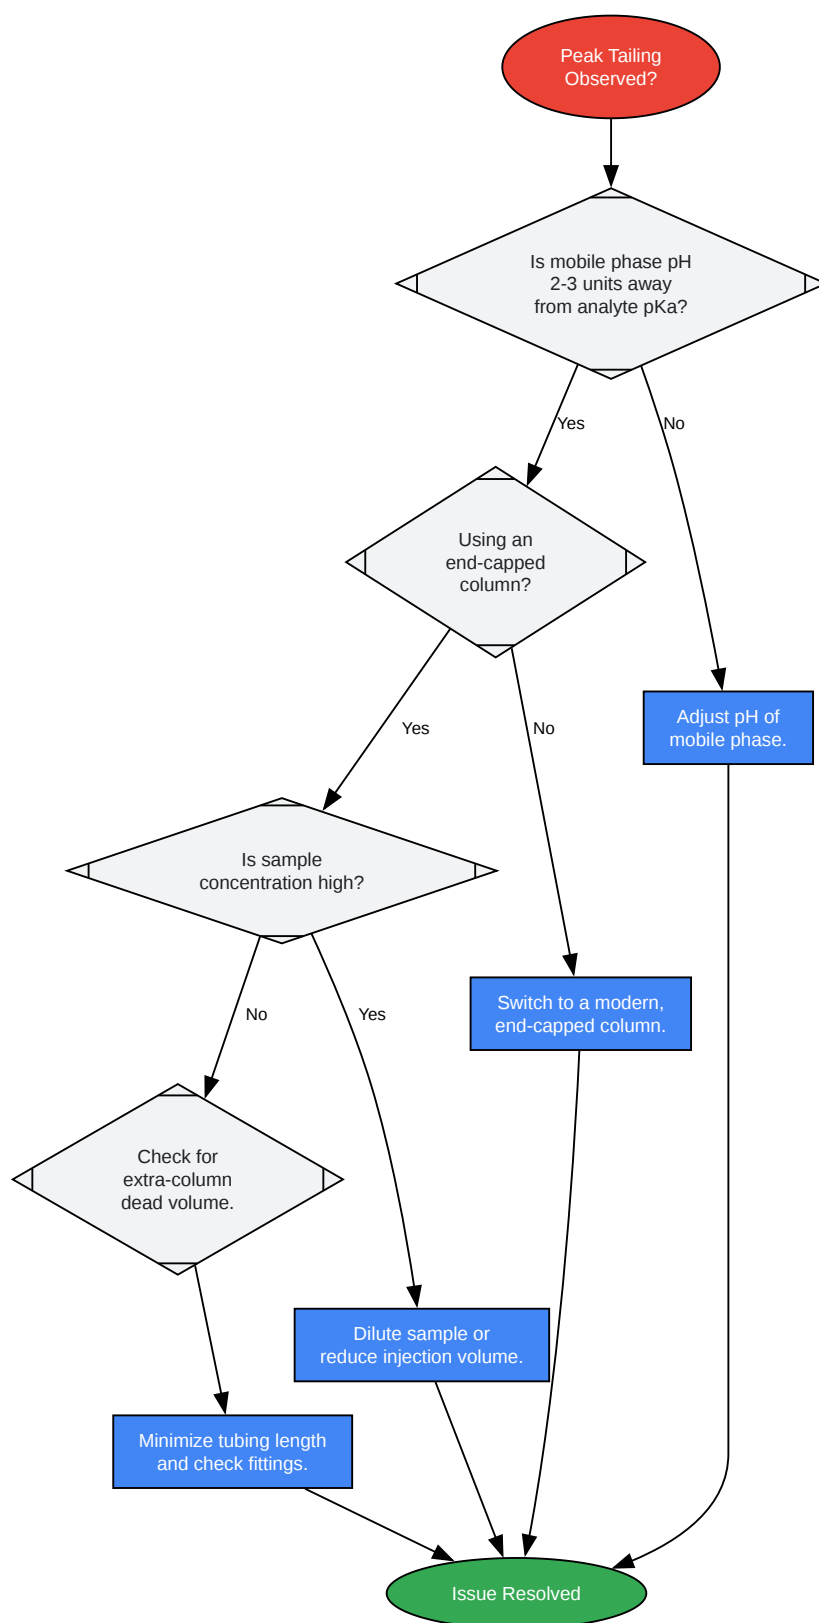 Peak Tailing
Observed?
Is mobile phase pH
2-3 units away
from analyte pKa?
Yes
No
Using an
end-capped
column?
Adjust pH of
mobile phase.
Yes
No
Is sample
concentration high?
Switch to a modern,
end-capped column.
No
Yes
Check for
extra-column
dead volume.
Dilute sample or
reduce injection volume.
Minimize tubing length
and check fittings.
Issue Resolved